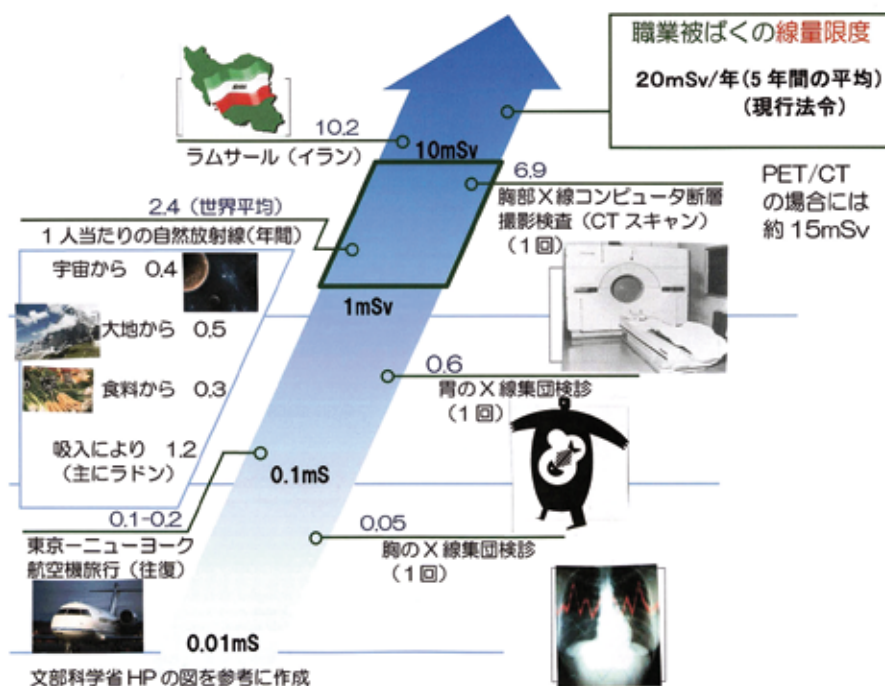 職業被ばくの線量限度
20mSv/年(5年間の平均)
(現行法令)
10.2
ラムサール（イラン）
10mSv
6.9
胸部X線コンピュータ断層
撮影検査（CTスキャン）
（1回）
PET/CT
の場合には
約15mSv
2.4（世界平均）
1人当たりの自然放射線(年間)
宇宙から 0.4
大地から 0.5
食料から 0.3
吸入により 1.2
（主にラドン）
1mSv
0.6
胃のX線集団検診
（1回）
0.1mS
0.1-0.2
東京ーニューヨーク
航空機旅行（往復）
0.05
胸のX線集団検診
（1回）
0.01mS
文部科学省HPの図を参考に作成